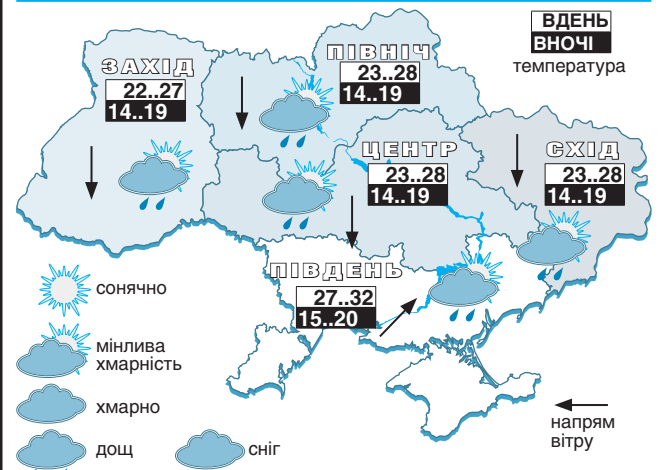 ВДЕНЬ
ВНОЧІ
температура
ЗАХІД
22..27
14..19
ПІВНІЧ
23..28
14..19
ЦЕНТР
23..28
14..19
СХІД
23..28
14..19
ПІВДЕНЬ
27..32
15..20
сонячно
мінлива
хмарність
хмарно
дощ
сніг
напрям
вітру